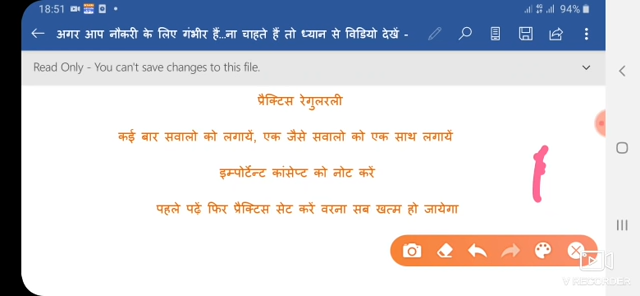 18:51 94%
अगर आप नौकरी के लिए गंभीर हैं...ना चाहते हैं तो ध्यान से विडियो देखें -
Read Only - You can't save changes to this file.
प्रैक्टिस रेगुलरली
कई बार सवालो को लगायें, एक जैसे सवालो को एक साथ लगायें
इम्पोर्टेन्ट कांसेप्ट को नोट करें
पहले पढ़ें फिर प्रैक्टिस सेट करें वरना सब खत्म हो जायेगा
V RECORDER